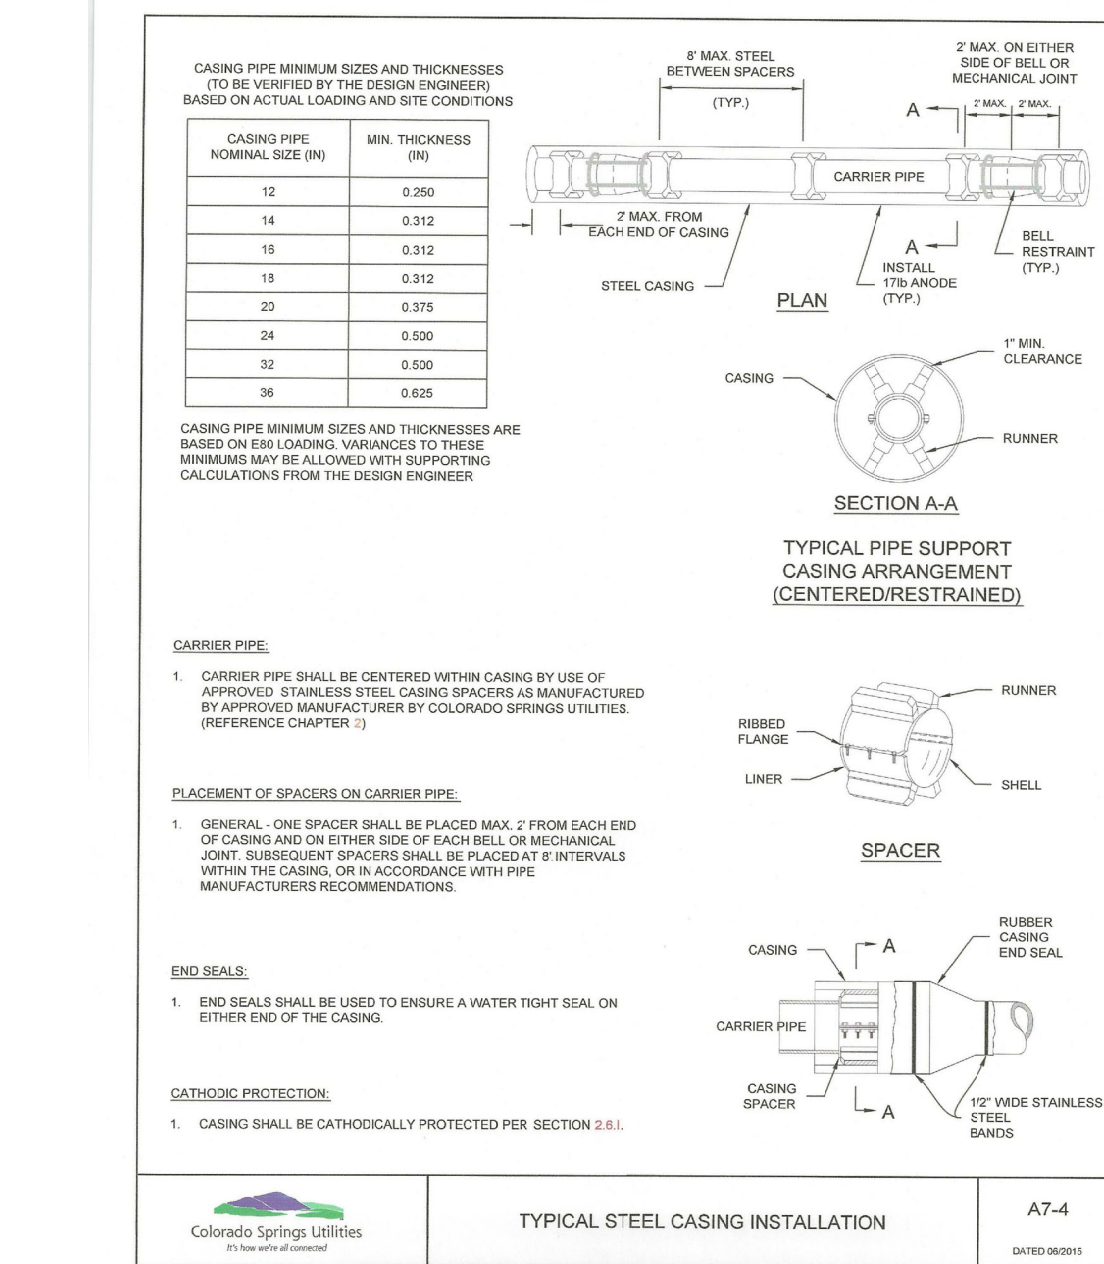 CASING PIPE MINIMUM SIZES AND THICKNESSES
(TO BE VERIFIED BY THE DESIGN ENGINEER)
BASED ON ACTUAL LOADING AND SITE CONDITIONS
CASING PIPE
NOMINAL SIZE (IN)
MIN. THICKNESS
(IN)
12 0.250
14 0.312
16 0.312
18 0.312
20 0.375
24 0.500
32 0.500
36 0.625
CASING PIPE MINIMUM SIZES AND THICKNESSES ARE
BASED ON E80 LOADING. VARIANCES TO THESE
MINIMUMS MAY BE ALLOWED WITH SUPPORTING
CALCULATIONS FROM THE DESIGN ENGINEER
8' MAX. STEEL
BETWEEN SPACERS
(TYP.)
2' MAX. ON EITHER
SIDE OF BELL OR
MECHANICAL JOINT
A
2' MAX. 2' MAX.
CARRIER PIPE
2' MAX. FROM
EACH END OF CASING
STEEL CASING
A
INSTALL
17lb ANODE
(TYP.)
BELL
RESTRAINT
(TYP.)
PLAN
CASING
1" MIN.
CLEARANCE
RUNNER
SECTION A-A
TYPICAL PIPE SUPPORT
CASING ARRANGEMENT
(CENTERED/RESTRAINED)
CARRIER PIPE:
1. CARRIER PIPE SHALL BE CENTERED WITHIN CASING BY USE OF
APPROVED STAINLESS STEEL CASING SPACERS AS MANUFACTURED
BY APPROVED MANUFACTURER BY COLORADO SPRINGS UTILITIES.
(REFERENCE CHAPTER 2)
PLACEMENT OF SPACERS ON CARRIER PIPE:
1. GENERAL - ONE SPACER SHALL BE PLACED MAX. 2' FROM EACH END
OF CASING AND ON EITHER SIDE OF EACH BELL OR MECHANICAL
JOINT. SUBSEQUENT SPACERS SHALL BE PLACED AT 8' INTERVALS
WITHIN THE CASING, OR IN ACCORDANCE WITH PIPE
MANUFACTURERS RECOMMENDATIONS.
END SEALS:
1. END SEALS SHALL BE USED TO ENSURE A WATER TIGHT SEAL ON
EITHER END OF THE CASING.
CATHODIC PROTECTION:
1. CASING SHALL BE CATHODICALLY PROTECTED PER SECTION 2.6.I.
RUNNER
RIBBED
FLANGE
LINER
SHELL
SPACER
CASING
A
RUBBER
CASING
END SEAL
CARRIER PIPE
CASING
SPACER
A
1/2" WIDE STAINLESS
STEEL
BANDS
Colorado Springs Utilities
It's how we're all connected
TYPICAL STEEL CASING INSTALLATION
A7-4
DATED 06/2015